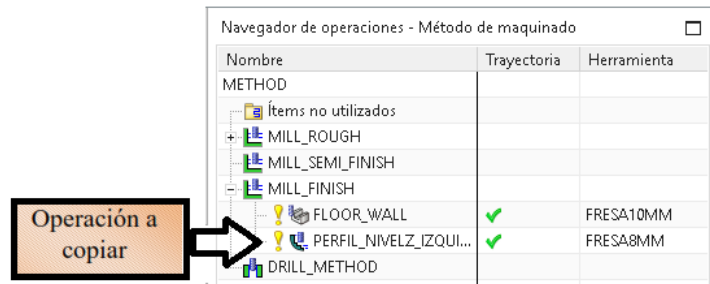 Navegador de operaciones - Método de maquinado
Nombre Trayectoria Herramienta
METHOD
Ítems no utilizados
MILL_ROUGH
MILL_SEMI_FINISH
MILL_FINISH
FLOOR_WALL FRESA10MM
PERFIL_NIVELZ_IZQUI... FRESA8MM
DRILL_METHOD
Operación a
copiar